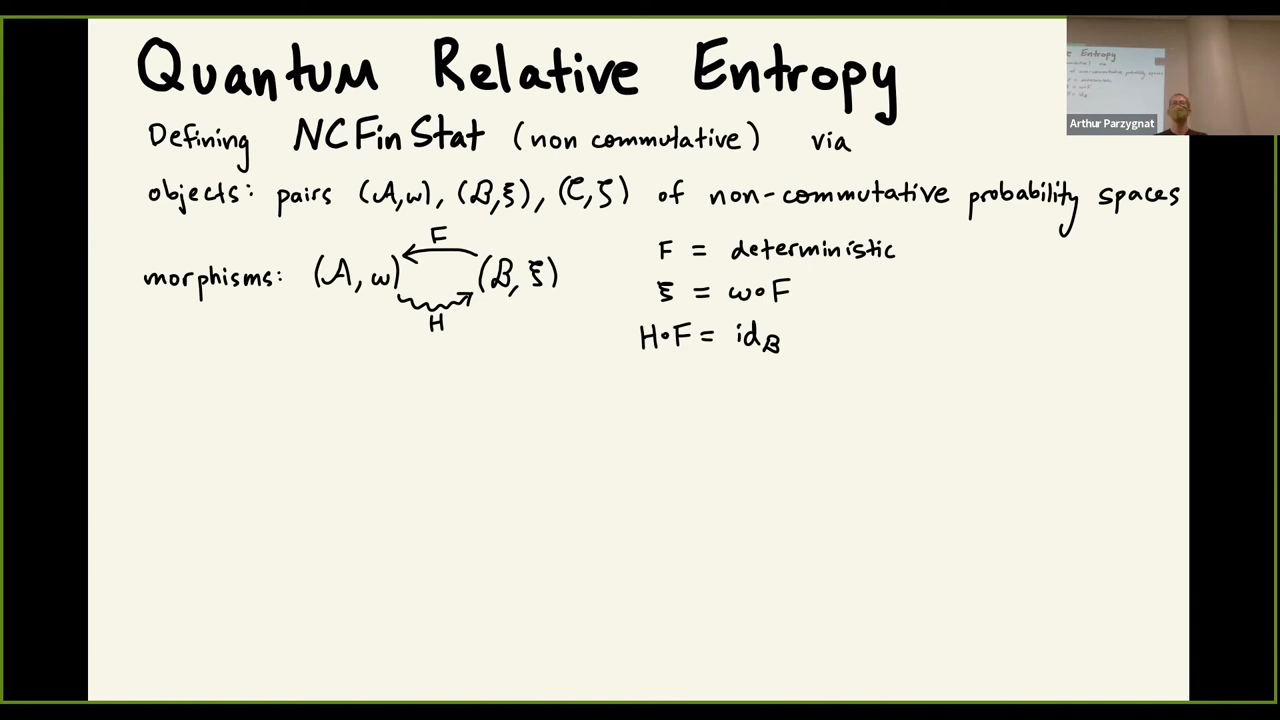 Quantum Relative Entropy
Defining NCFinStat (non commutative) via
objects: pairs (A,ω), (B,ξ), (C,ζ) of non-commutative probability spaces
F
morphisms: (A, ω) (B, ξ)
H
F = deterministic
ξ = ω∘F
H∘F = id_B
Arthur Parzygnat